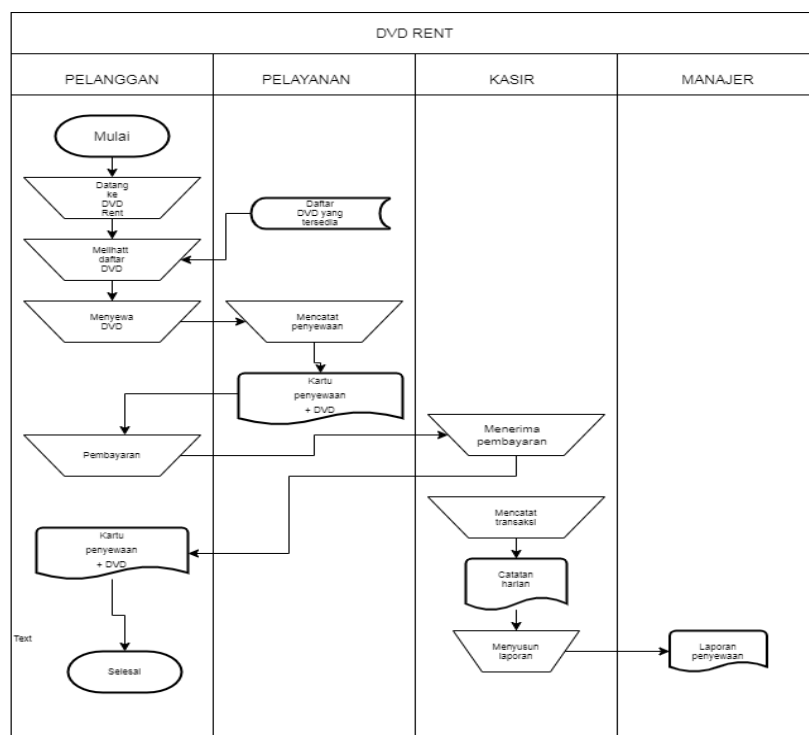 DVD RENT
PELANGGAN
PELAYANAN
KASIR
MANAJER
Mulai
Datang
ke
DVD
Rent
Daftar
DVD yang
tersedia
Melihatt
daftar
DVD
Menyewa
DVD
Mencatat
penyewaan
Kartu
penyewaan
+ DVD
Menerima
pembayaran
Pembayaran
Mencatat
transaksi
Kartu
penyewaan
+ DVD
Catatan
harian
Text
Menyusun
laporan
Laporan
penyewaan
Selesai